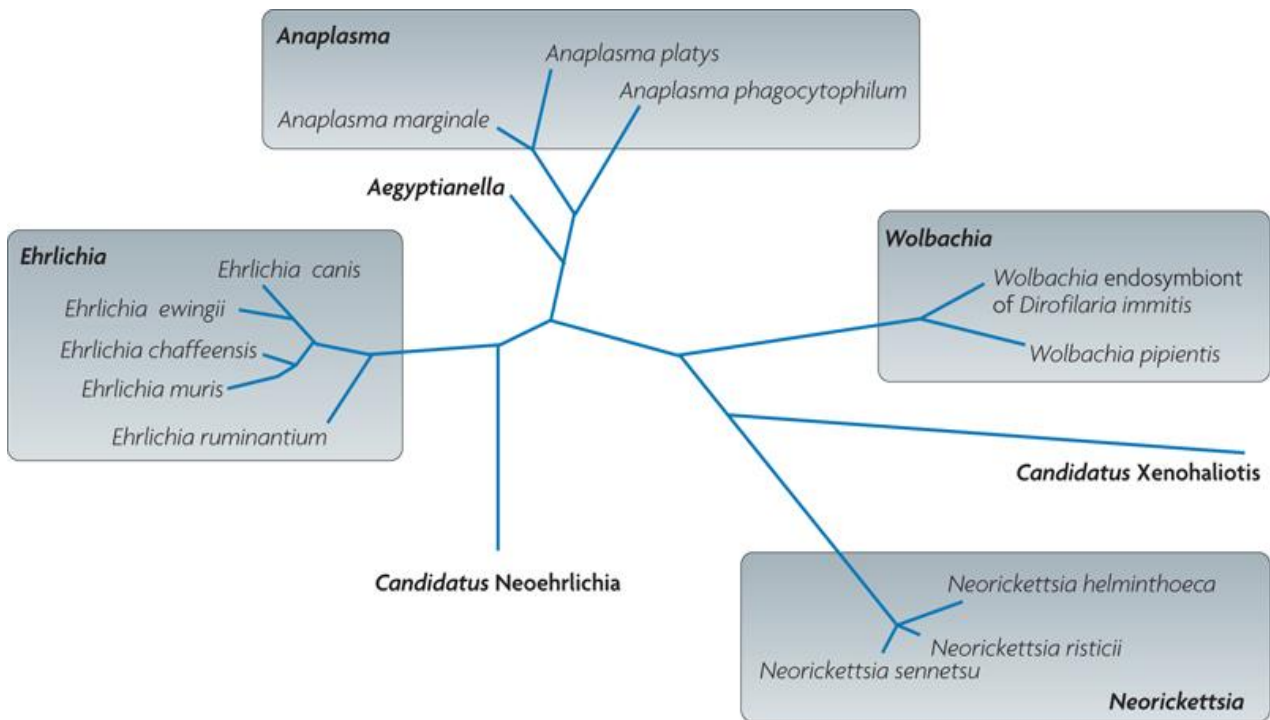 Anaplasma
Anaplasma platys
Anaplasma phagocytophilum
Anaplasma marginale
Aegyptianella
Ehrlichia
Ehrlichia canis
Ehrlichia ewingii
Ehrlichia chaffeensis
Ehrlichia muris
Ehrlichia ruminantium
Wolbachia
Wolbachia endosymbiont
of Dirofilaria immitis
Wolbachia pipientis
Candidatus Xenohaliotis
Candidatus Neoehrlichia
Neorickettsia helminthoeca
Neorickettsia risticii
Neorickettsia sennetsu
Neorickettsia